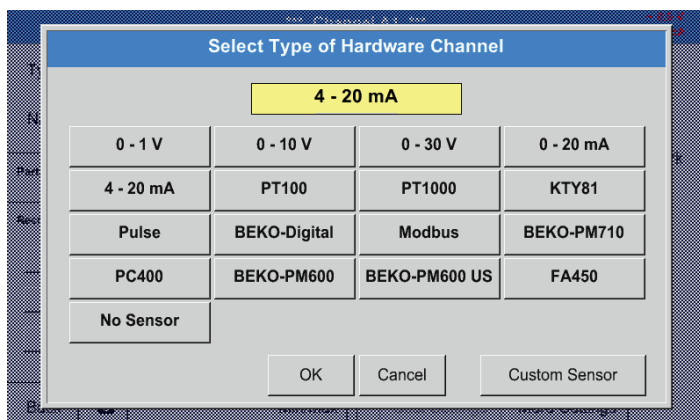 *** Channel A1 ***
Select Type of Hardware Channel
4 - 20 mA
0 - 1 V
0 - 10 V
0 - 30 V
0 - 20 mA
4 - 20 mA
PT100
PT1000
KTY81
Pulse
BEKO-Digital
Modbus
BEKO-PM710
PC400
BEKO-PM600
BEKO-PM600 US
FA450
No Sensor
OK
Cancel
Custom Sensor